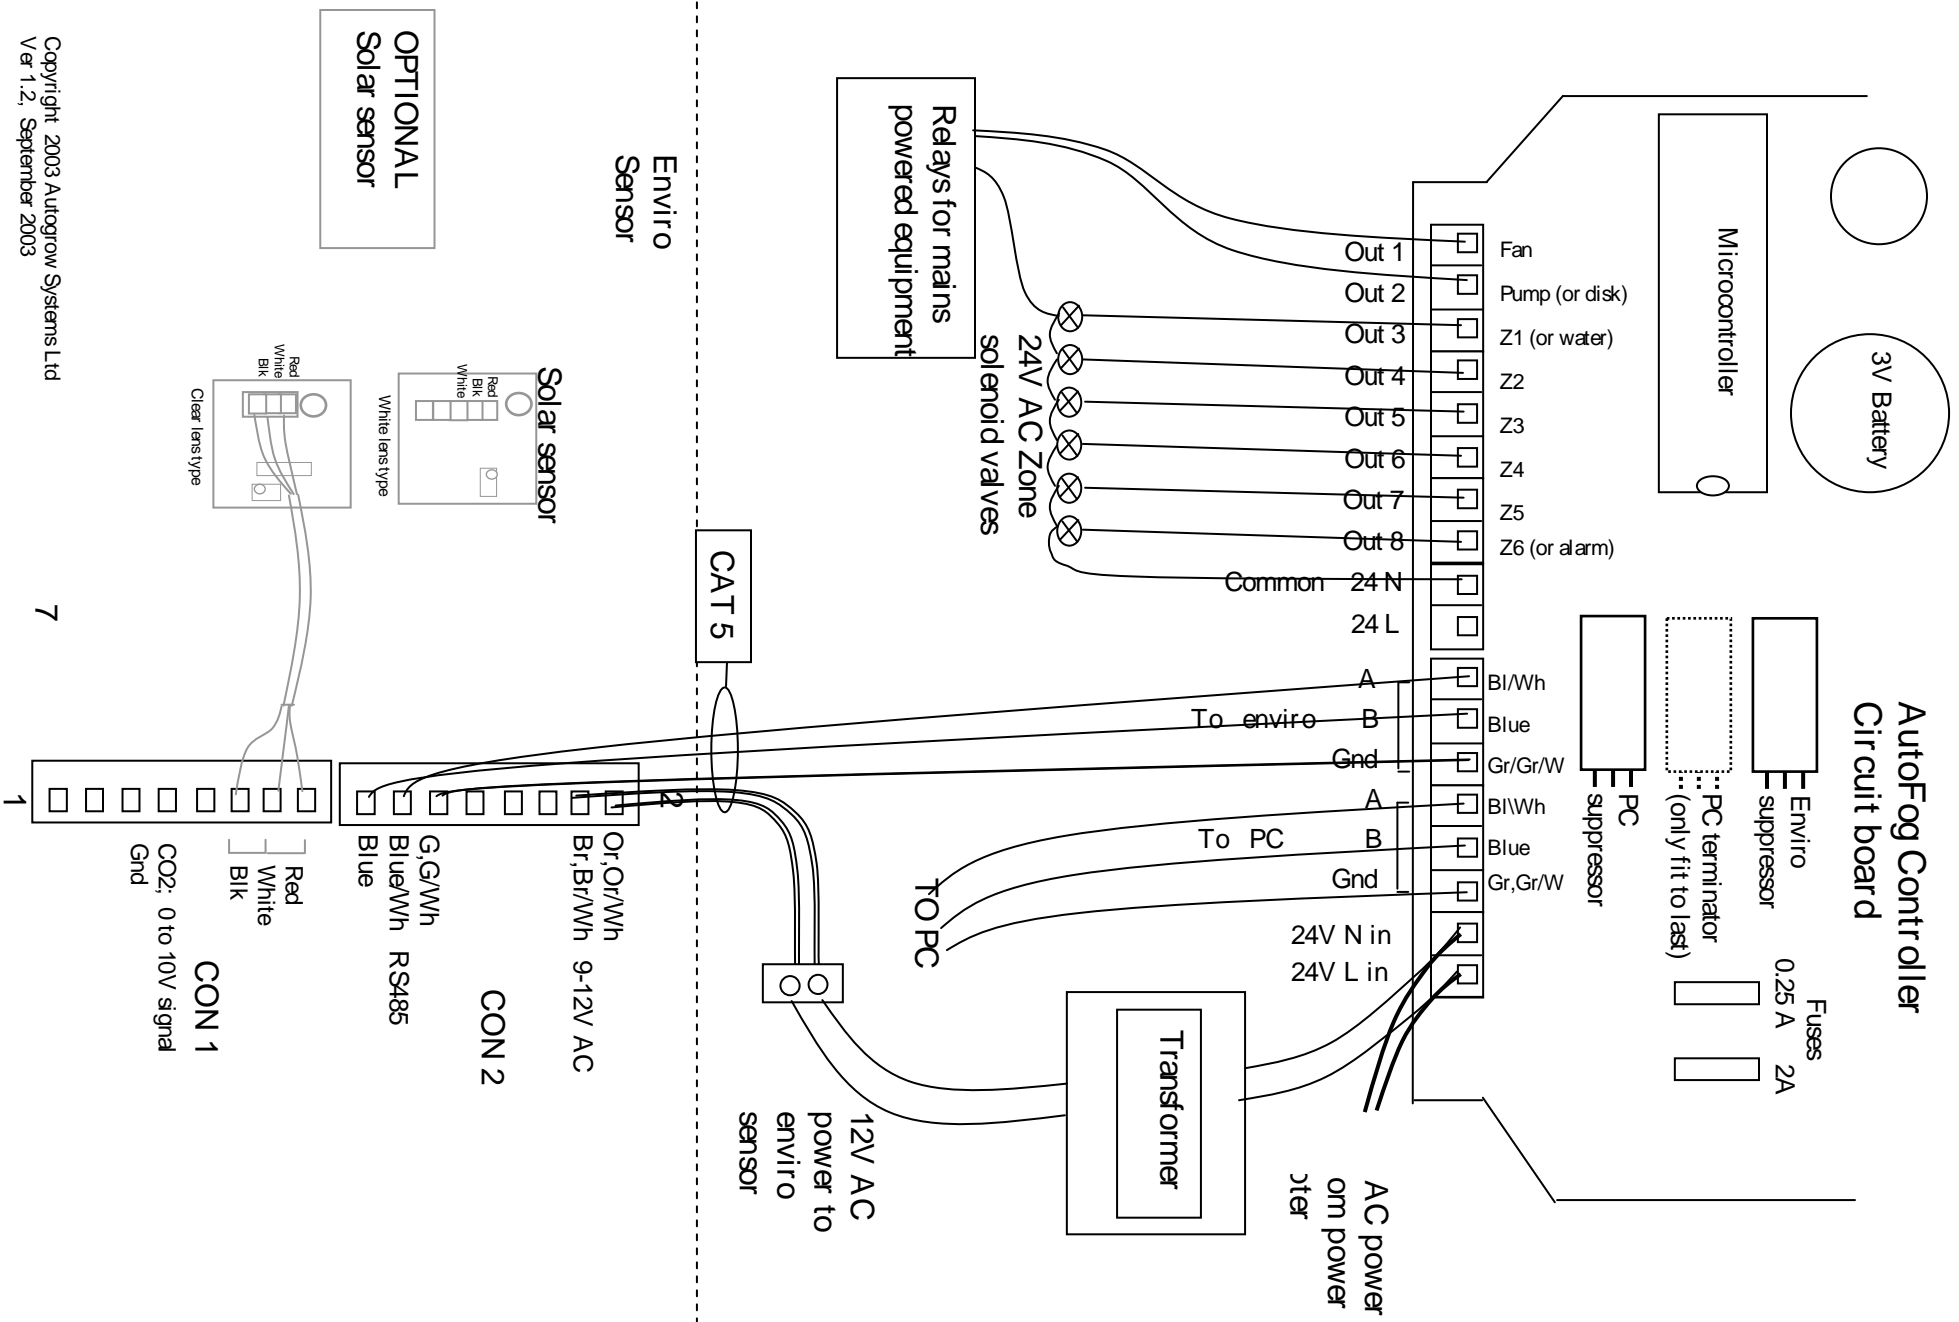 AutoFog Controller
Circuit board
3V Battery
Microcontroller
Enviro
suppressor
PC terminator
(only fit to last)
PC
suppressor
Fuses
0.25 A
2A
Fan
Pump (or disk)
Z1 (or water)
Z2
Z3
Z4
Z5
Z6 (or alarm)
Out 1
Out 2
Out 3
Out 4
Out 5
Out 6
Out 7
Out 8
Common 24 N
24 L
Bl/Wh
Blue
Gr/Gr/W
Bl\Wh
Blue
Gr,Gr/W
A
To enviro B
Gnd
A
To PC B
Gnd
24V N in
24V L in
Relays for mains
powered equipment
24V AC Zone
solenoid valves
TO PC
Transformer
AC power
om power
oter
12V AC
power to
enviro
sensor
CAT 5
Enviro
Sensor
OPTIONAL
Solar sensor
Solar sensor
Red
Blk
White
White lens type
Red
White
Blk
Clear lens type
2
Or,Or/Wh
Br,Br/Wh 9-12V AC
G,G/Wh
Blue/Wh RS485
Blue
CON 2
Red
White
Blk
CO2; 0 to 10V signal
Gnd
CON 1
1
7
Copyright 2003 Autogrow Systems Ltd
Ver 1.2, September 2003